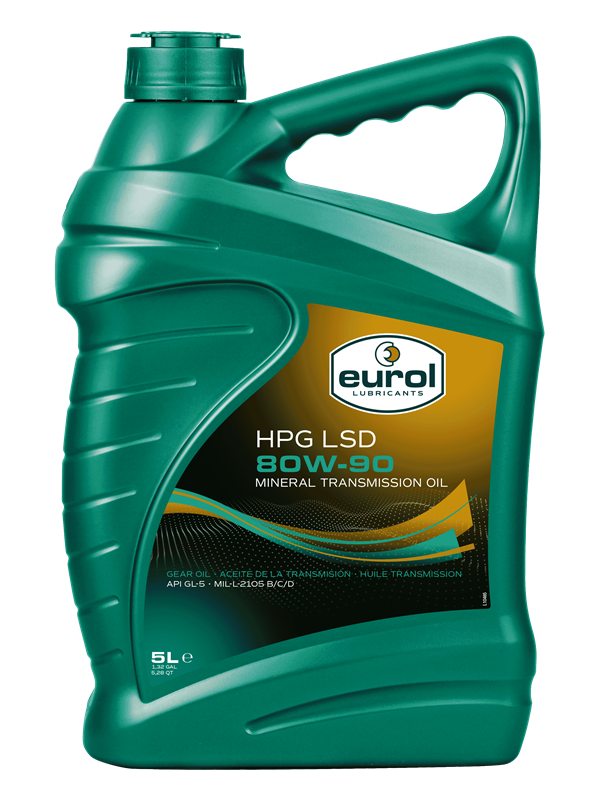 eurol
LUBRICANTS
HPG LSD
80W-90
MINERAL TRANSMISSION OIL
GEAR OIL · ACEITE DE LA TRANSMISIÓN · HUILE TRANSMISSION
API GL-5 · MIL-L-2105 B/C/D
5L ℮
1,32 GAL
5,28 QT